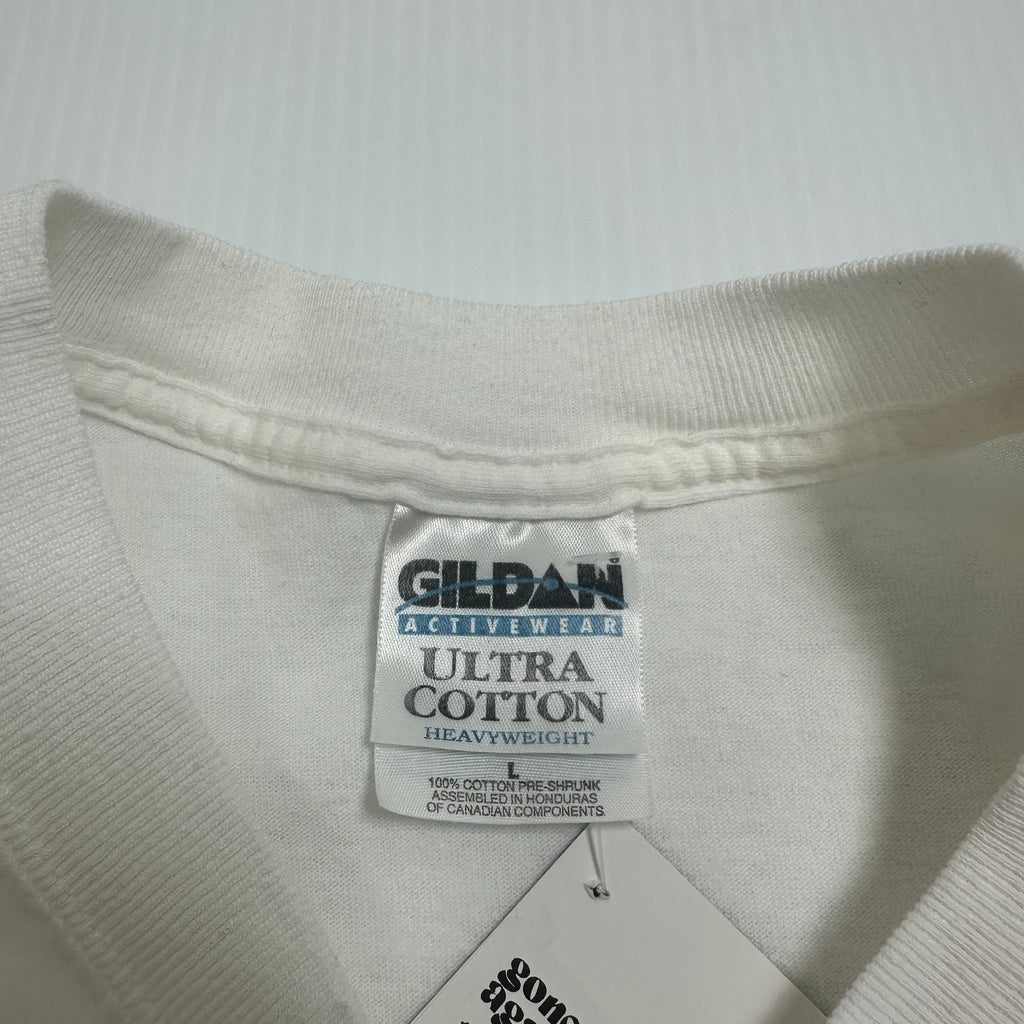 GILDAN
ACTIVEWEAR
ULTRA
COTTON
HEAVYWEIGHT
L
100% COTTON PRE-SHRUNK
ASSEMBLED IN HONDURAS
OF CANADIAN COMPONENTS